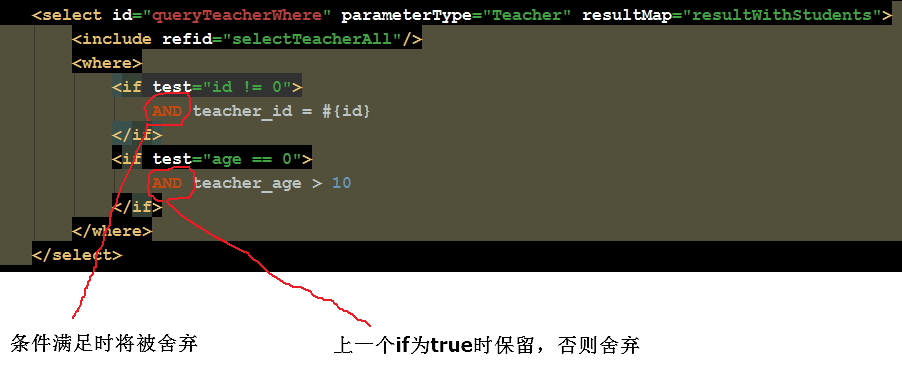 <select id="queryTeacherWhere" parameterType="Teacher" resultMap="resultWithStudents">
<include refid="selectTeacherAll"/>
<where>
<if test="id != 0">
AND teacher_id = #{id}
</if>
<if test="age == 0">
AND teacher_age > 10
</if>
</where>
</select>
条件满足时将被舍弃
上一个if为true时保留，否则舍弃